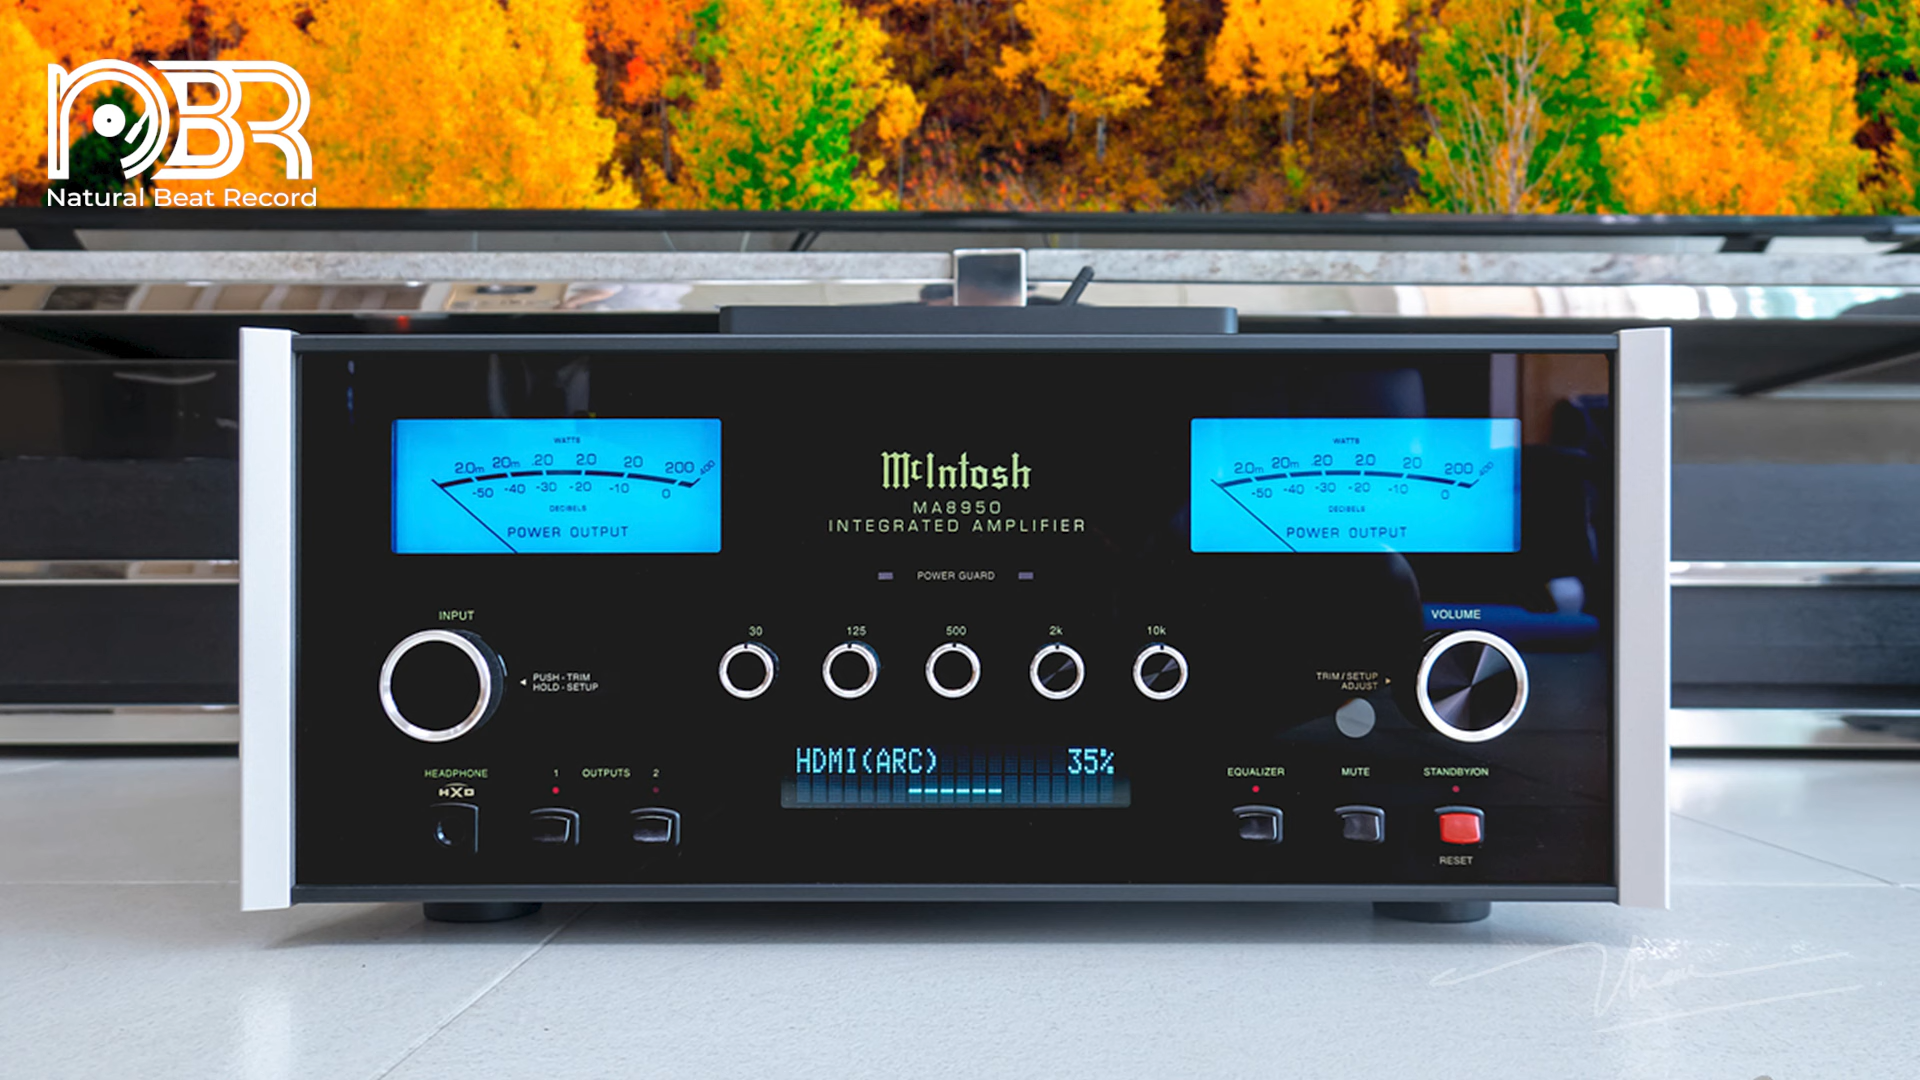 NBR
Natural Beat Record
WATTS
2.0m 20m .20 2.0 20 200 400
-50 -40 -30 -20 -10 0
DECIBELS
POWER OUTPUT
McIntosh
MA8950
INTEGRATED AMPLIFIER
POWER GUARD
WATTS
2.0m 20m .20 2.0 20 200 400
-50 -40 -30 -20 -10 0
DECIBELS
POWER OUTPUT
INPUT
PUSH - TRIM
HOLD - SETUP
30 125 500 2k 10k
VOLUME
TRIM / SETUP
ADJUST
HDMI(ARC) 35%
HEADPHONE
HXD
1 OUTPUTS 2
EQUALIZER
MUTE
STANDBY/ON
RESET